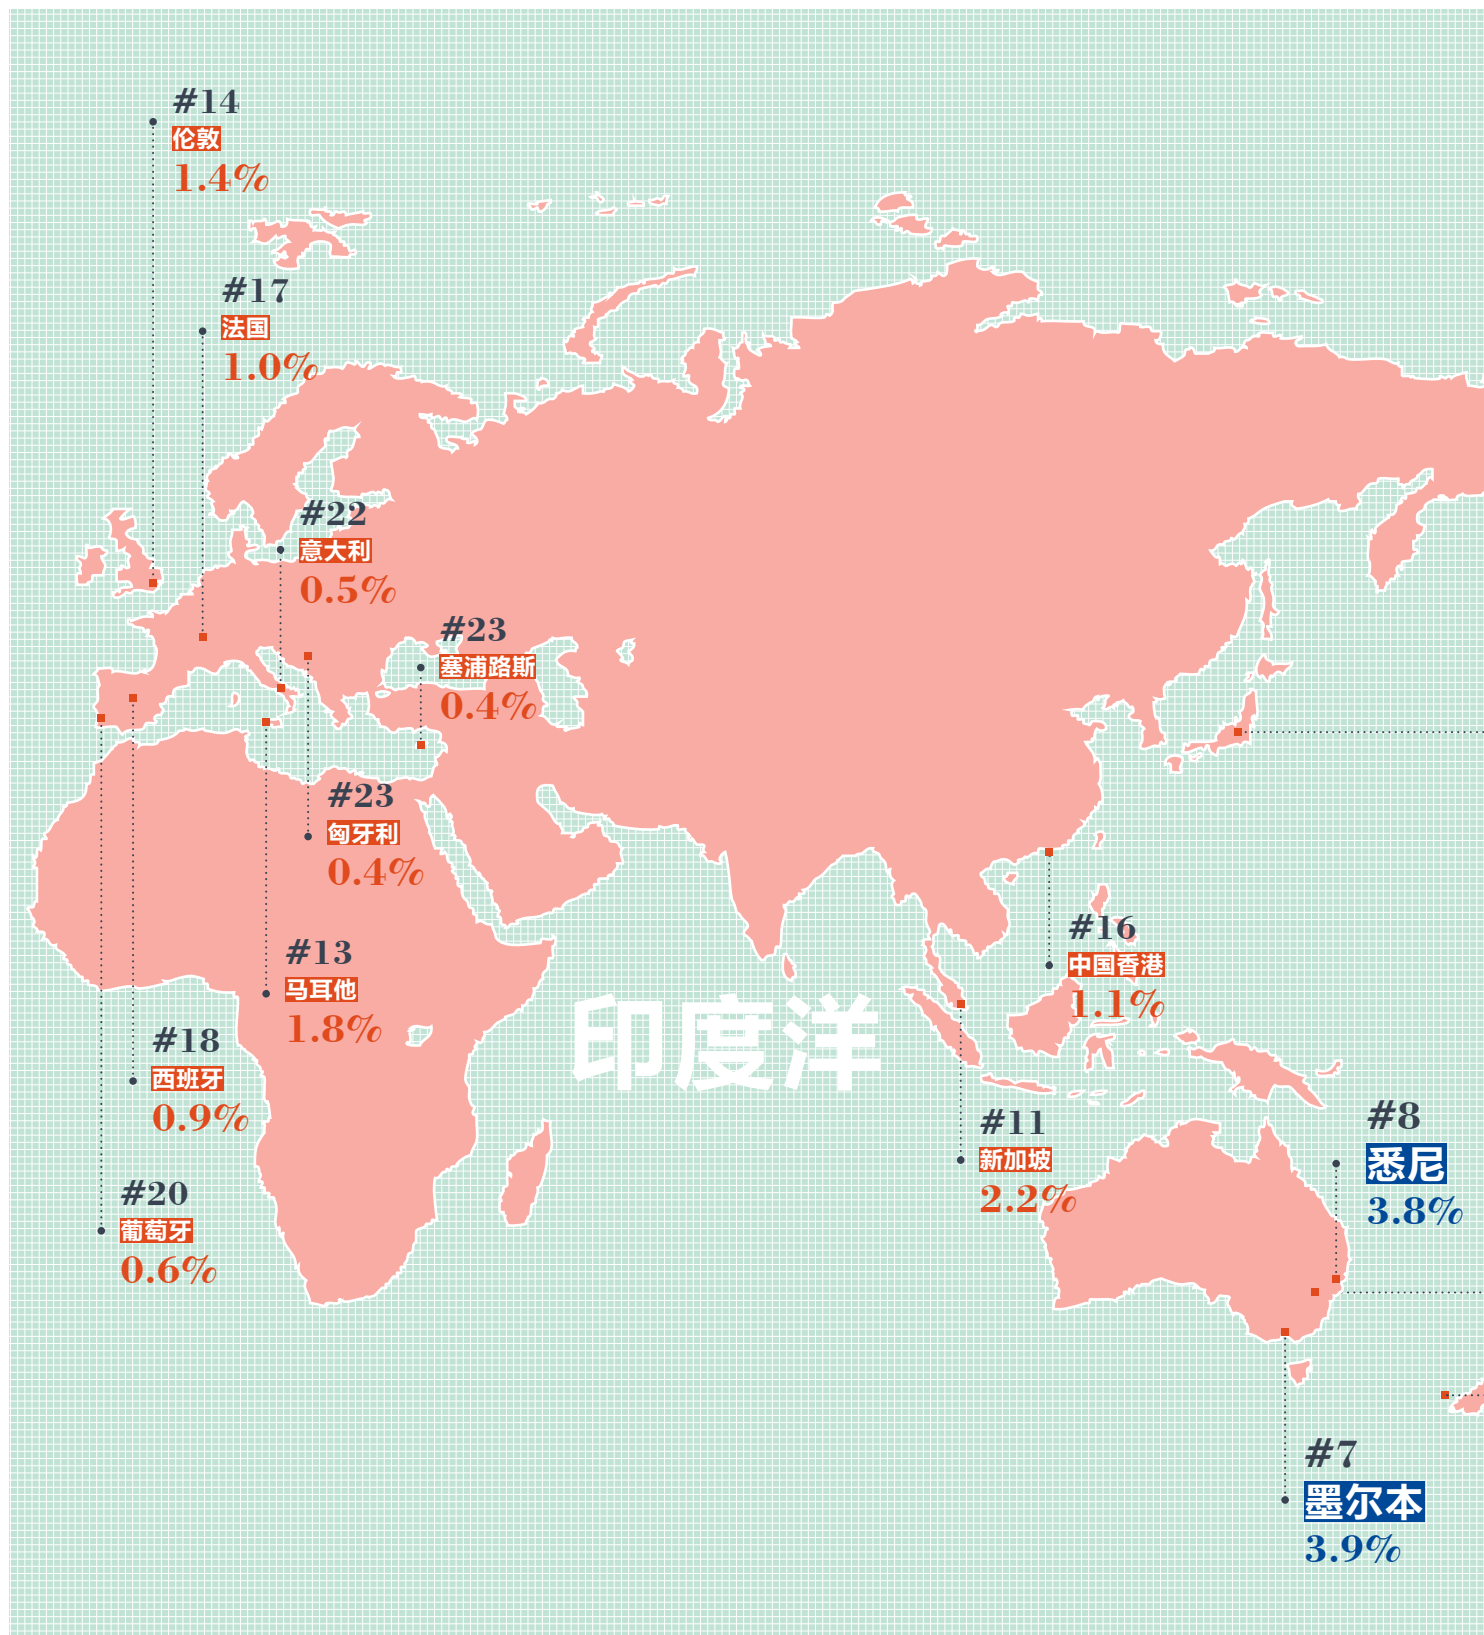 #14
伦敦
1.4%
#17
法国
1.0%
#22
意大利
0.5%
#23
塞浦路斯
0.4%
#23
匈牙利
0.4%
#16
中国香港
1.1%
#13
马耳他
1.8%
印度洋
#18
西班牙
0.9%
#11
新加坡
2.2%
#8
悉尼
3.8%
#20
葡萄牙
0.6%
#7
墨尔本
3.9%